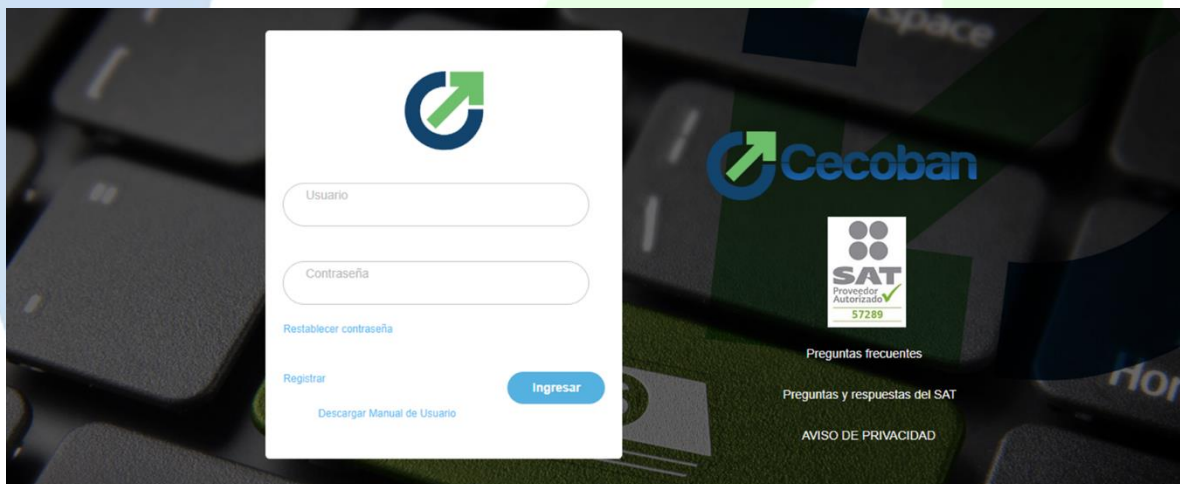 Usuario
Contraseña
Restablecer contraseña
Registrar
Ingresar
Descargar Manual de Usuario
space
Cecoban
SAT
Proveedor
Autorizado
57289
Preguntas frecuentes
Preguntas y respuestas del SAT
AVISO DE PRIVACIDAD